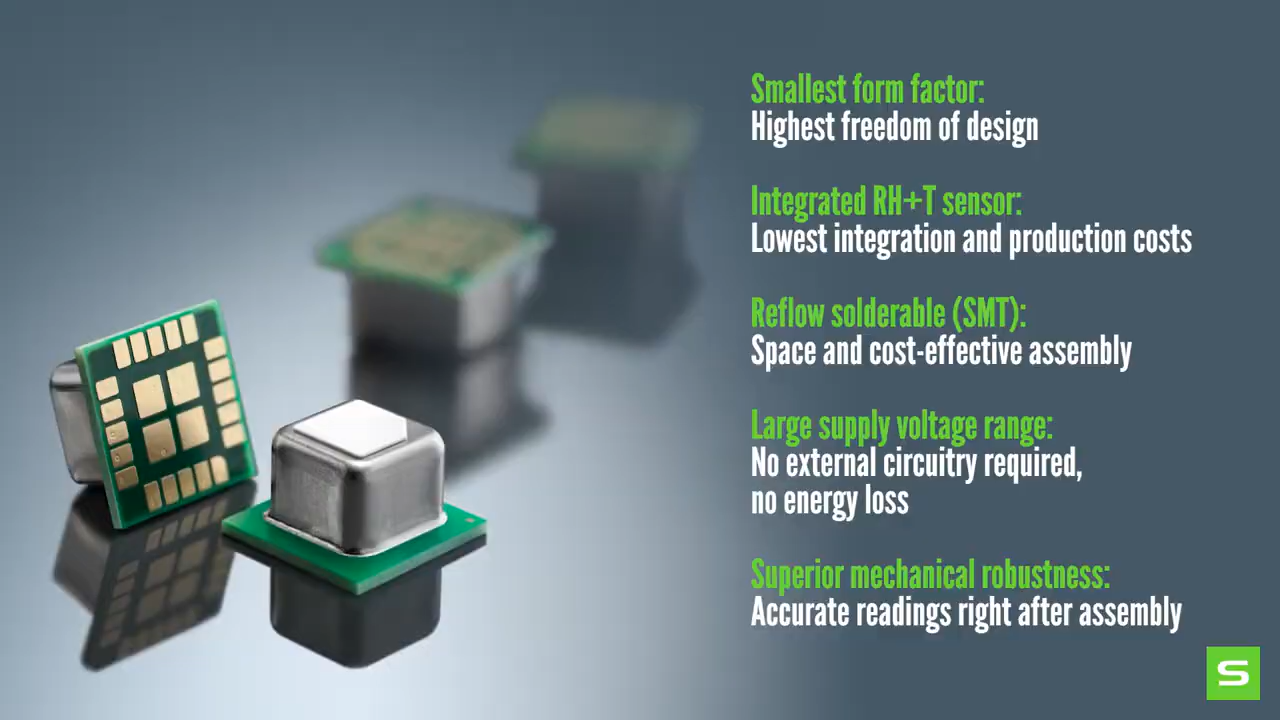 Smallest form factor:
Highest freedom of design
Integrated RH+T sensor:
Lowest integration and production costs
Reflow solderable (SMT):
Space and cost-effective assembly
Large supply voltage range:
No external circuitry required,
no energy loss
Superior mechanical robustness:
Accurate readings right after assembly
S